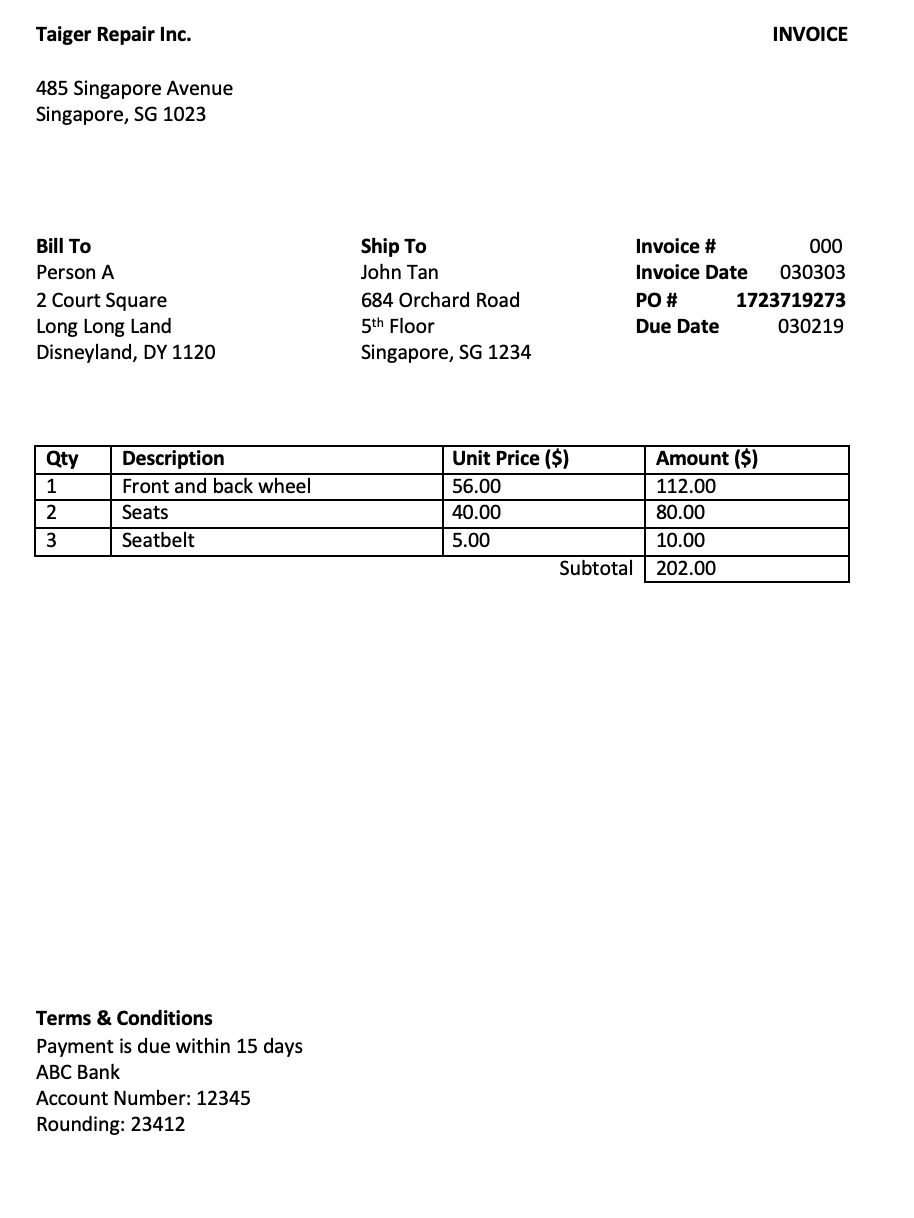 Taiger Repair Inc. INVOICE
485 Singapore Avenue
Singapore, SG 1023
Bill To Ship To Invoice # 000
Person A John Tan Invoice Date 030303
2 Court Square 684 Orchard Road PO # 1723719273
Long Long Land 5th Floor Due Date 030219
Disneyland, DY 1120 Singapore, SG 1234
Qty Description Unit Price ($) Amount ($)
1 Front and back wheel 56.00 112.00
2 Seats 40.00 80.00
3 Seatbelt 5.00 10.00
Subtotal 202.00
Terms & Conditions
Payment is due within 15 days
ABC Bank
Account Number: 12345
Rounding: 23412